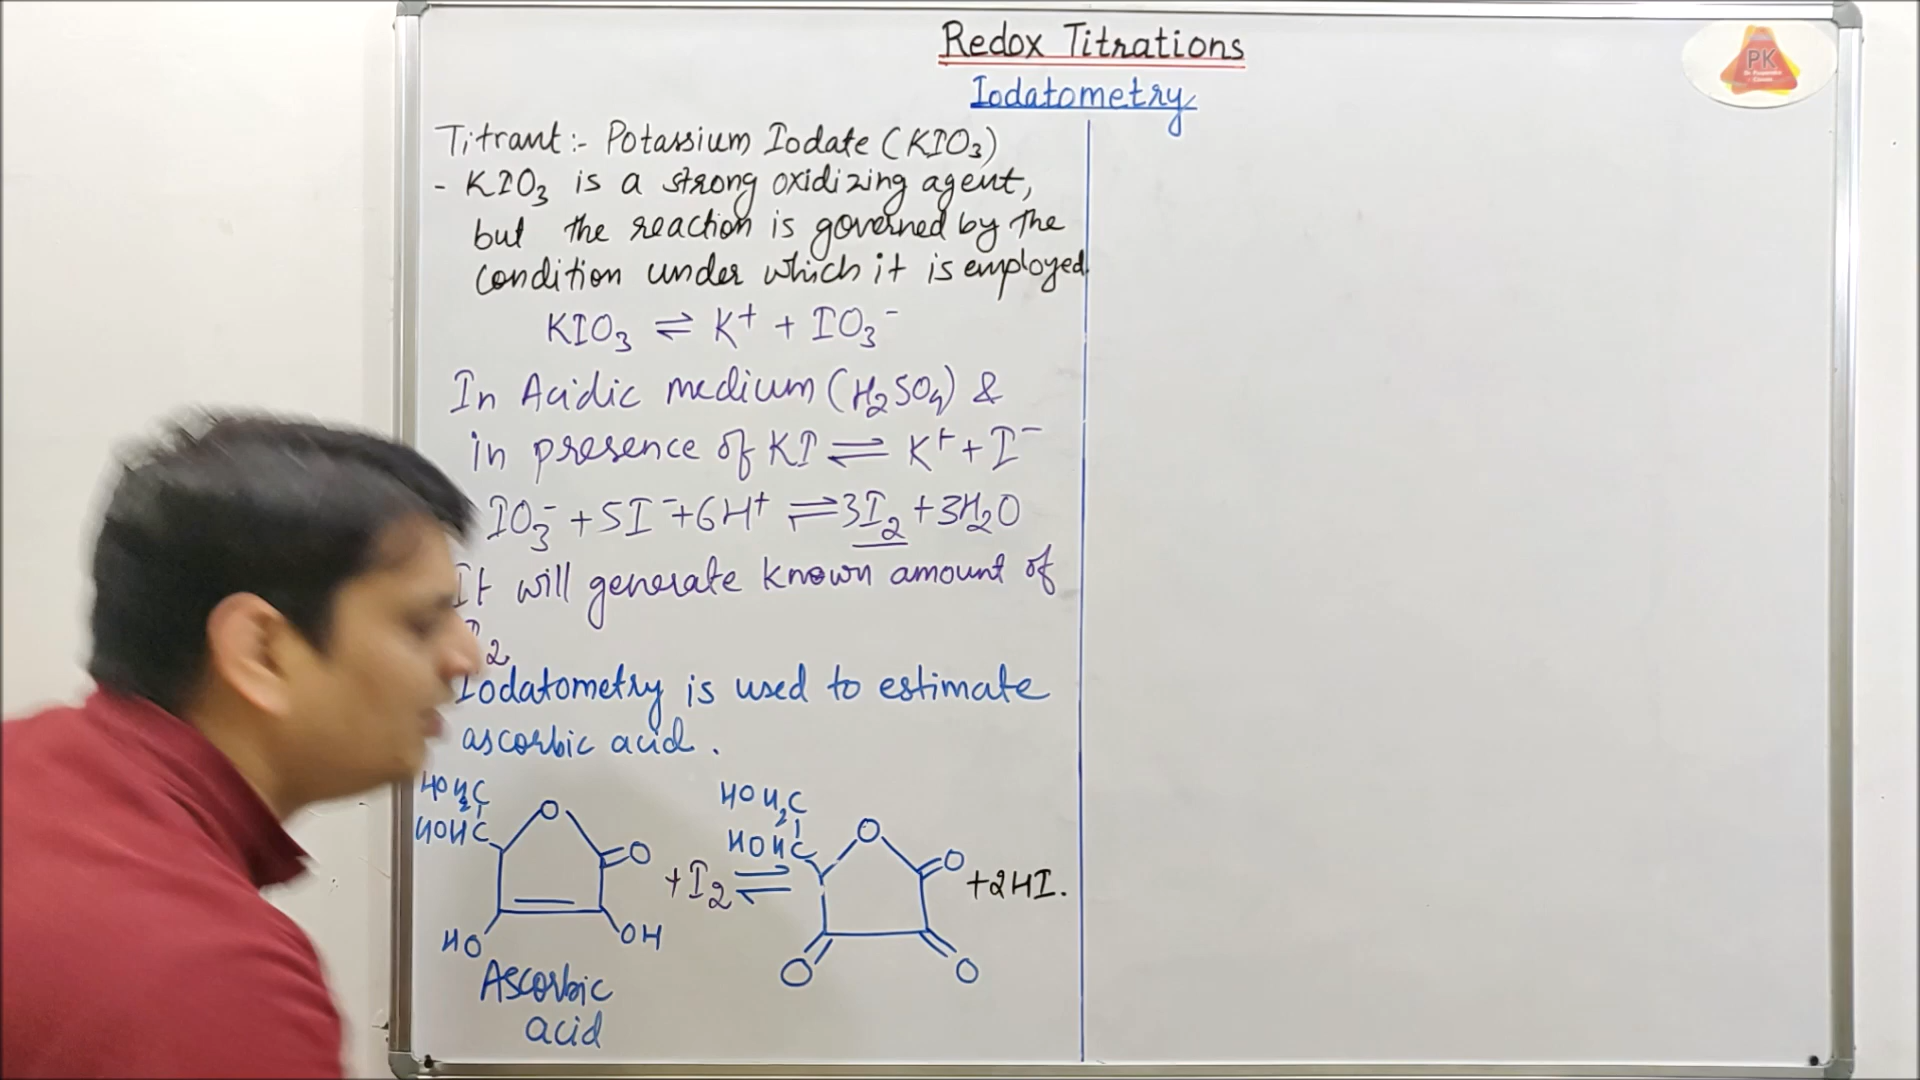 Redox Titrations
Iodatometry
PK
Titrant :- Potassium Iodate (KIO₃)
- KIO₃ is a strong oxidizing agent,
but the reaction is governed by the
condition under which it is employed
KIO₃ ⇌ K⁺ + IO₃⁻
In Acidic medium (H₂SO₄) &
in presence of KI ⇌ K⁺ + I⁻
IO₃⁻ + 5I⁻ + 6H⁺ ⇌ 3I₂ + 3H₂O
It will generate known amount of
I₂
Iodatometry is used to estimate
ascorbic acid.
HOH₂C
HOHC
O
O
HO
OH
+ I₂ ⇌
HOH₂C
HOHC
O
O
O
O
+ 2HI.
Ascorbic
acid